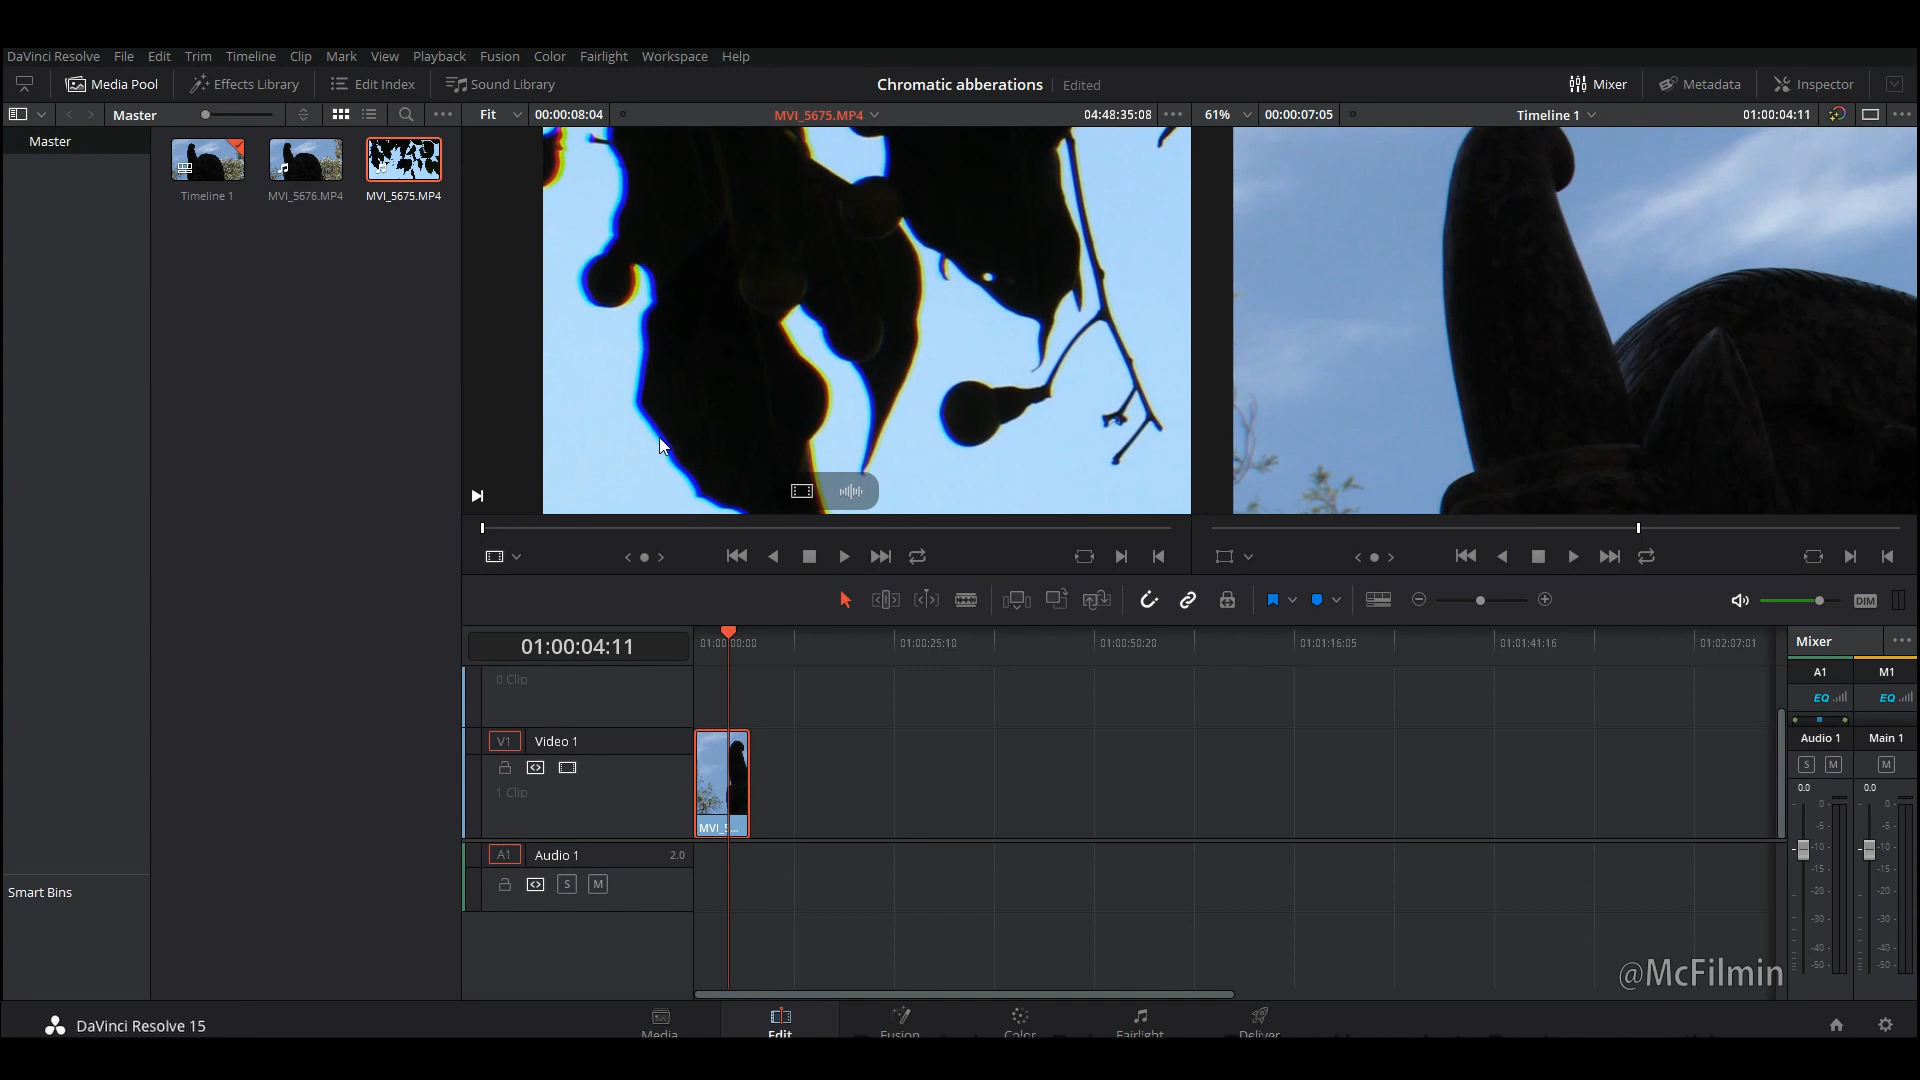 DaVinci Resolve File Edit Trim Timeline Clip Mark View Playback Fusion Color Fairlight Workspace Help
Media Pool Effects Library Edit Index Sound Library Chromatic abberations Edited Mixer Metadata Inspector
Master Fit 00:00:08:04 MVI_5675.MP4 04:48:35:08 61% 00:00:07:05 Timeline 1 01:00:04:11
Master
Timeline 1 MVI_5676.MP4 MVI_5675.MP4
DIM
01:00:04:11 01:00:00:00 01:00:25:10 01:00:50:20 01:01:16:05 01:01:41:16 01:02:07:01 Mixer
A1 M1
0 Clip
EQ EQ
V1 Video 1 Audio 1 Main 1
S M M
1 Clip
0.0 0.0
MVI_5...
0 0
-5 -5
-10 -10
-15 -15
-20 -20
-30 -30
-40 -40
-50 -50
A1 Audio 1 2.0
S M
Smart Bins
@McFilmin
DaVinci Resolve 15 Media Edit Fusion Color Fairlight Deliver